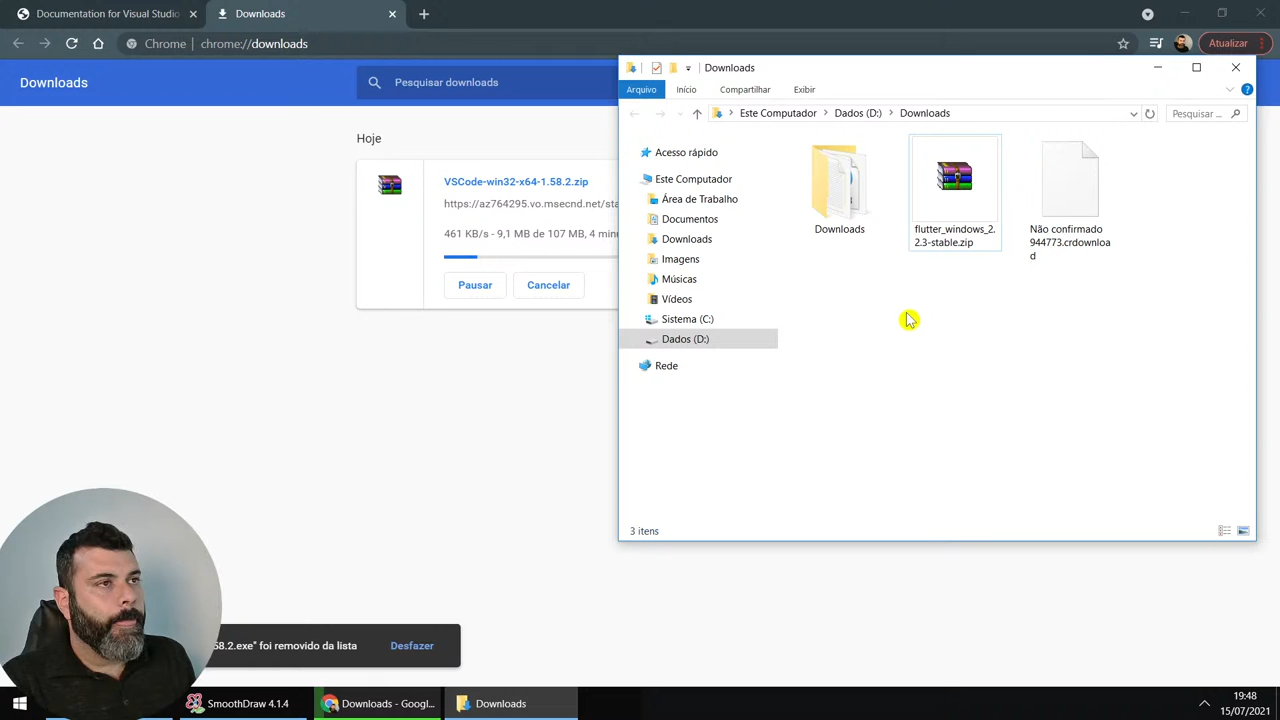 Documentation for Visual Studio
Downloads
Chrome | chrome://downloads
Atualizar
Downloads
Pesquisar downloads
Hoje
VSCode-win32-x64-1.58.2.zip
https://az764295.vo.msecnd.net/sta
461 KB/s - 9,1 MB de 107 MB, 4 minu
Pausar
Cancelar
58.2.exe" foi removido da lista
Desfazer
Downloads
Arquivo
Início
Compartilhar
Exibir
Este Computador > Dados (D:) > Downloads
Pesquisar ...
Acesso rápido
Este Computador
Área de Trabalho
Documentos
Downloads
Imagens
Músicas
Vídeos
Sistema (C:)
Dados (D:)
Rede
Downloads
flutter_windows_2.
2.3-stable.zip
Não confirmado
944773.crdownloa
d
3 itens
SmoothDraw 4.1.4
Downloads - Googl...
Downloads
19:48
15/07/2021